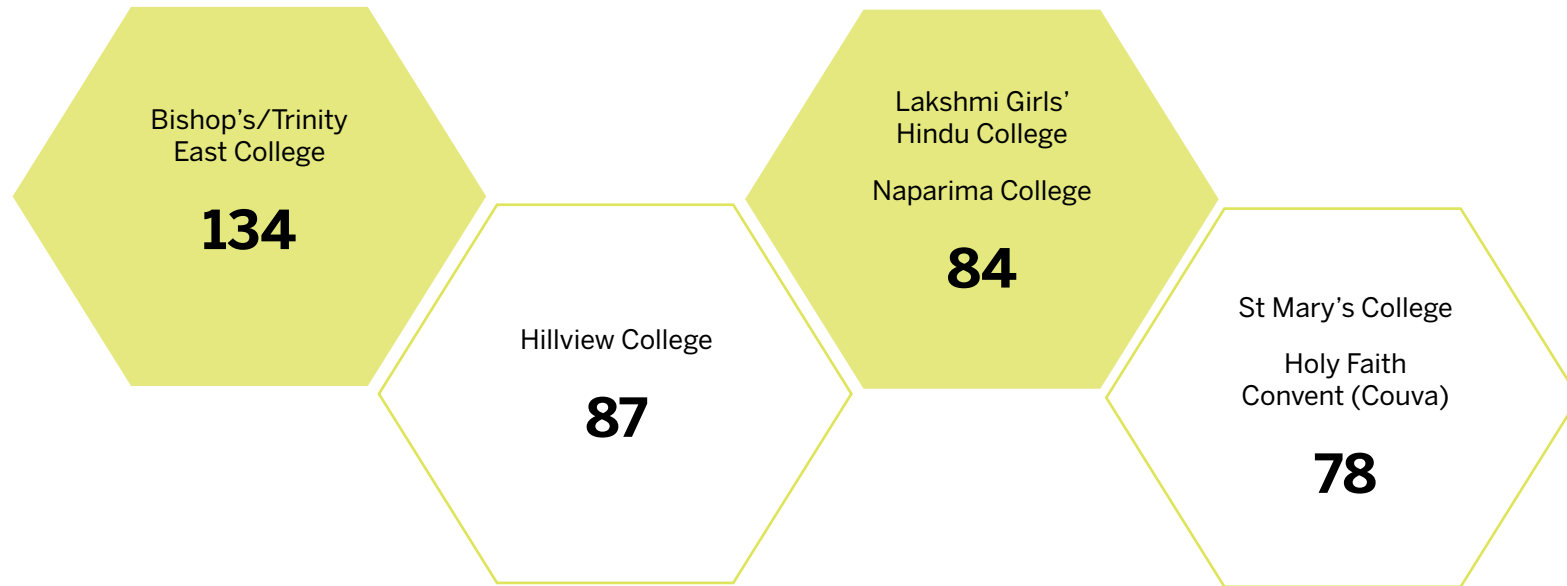 Bishop’s/Trinity
East College
134
Hillview College
87
Lakshmi Girls’
Hindu College
Naparima College
84
St Mary’s College
Holy Faith
Convent (Couva)
78